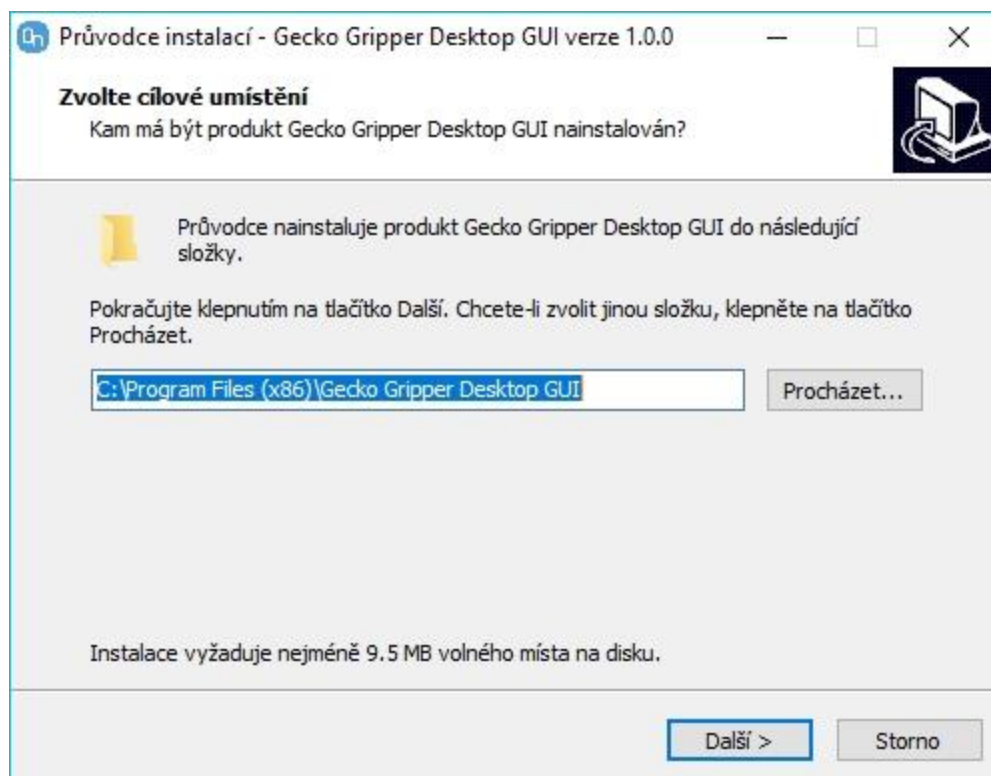 Průvodce instalací - Gecko Gripper Desktop GUI verze 1.0.0
Zvolte cílové umístění
Kam má být produkt Gecko Gripper Desktop GUI nainstalován?
Průvodce nainstaluje produkt Gecko Gripper Desktop GUI do následující
složky.
Pokračujte klepnutím na tlačítko Další. Chcete-li zvolit jinou složku, klepněte na tlačítko
Procházet.
C:\Program Files (x86)\Gecko Gripper Desktop GUI
Procházet...
Instalace vyžaduje nejméně 9.5 MB volného místa na disku.
Další >
Storno